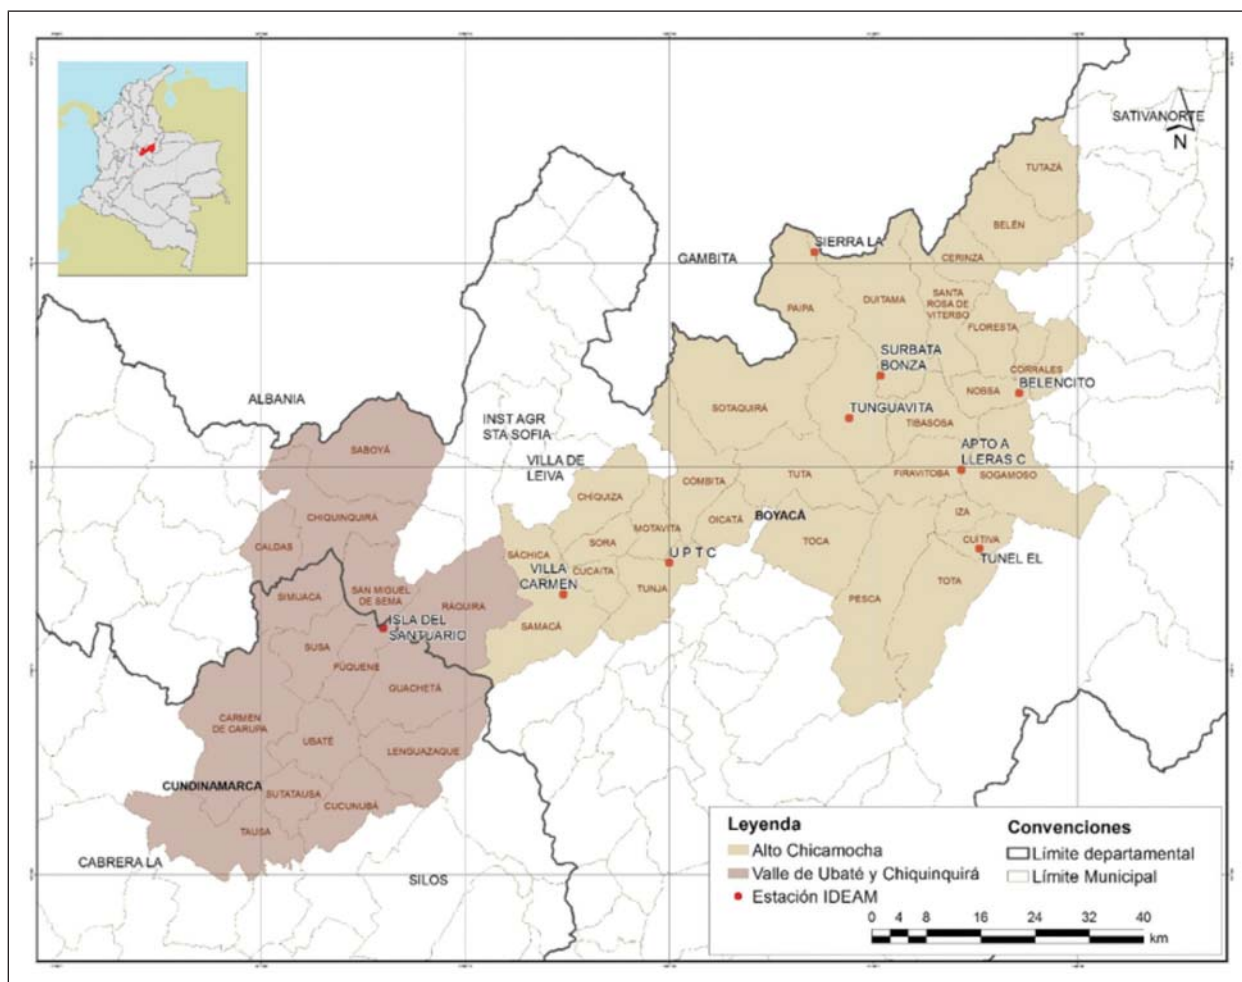 SATIVANORTE
N
TUTAZÁ
BELÉN
SIERRA LA
GAMBITA
CERINZA
PAIPA
DUITAMA
SANTA
ROSA DE
VITERBO
FLORESTA
SURBATA
BONZA
CORRALES
NOBSA
BELENCITO
ALBANIA
SOTAQUIRÁ
TUNGUAVITA
INST AGR
STA SOFIA
TIBASOSA
SABOYÁ
APTO A
LLERAS C
VILLA DE
LEIVA
FIRAVITOBA
SOGAMOSO
CÓMBITA
TUTA
CHÍQUIZA
CHIQUINQUIRÁ
MOTAVITA
OICATÁ
BOYACÁ
IZA
CALDAS
SORA
TOCA
CUITIVA
SÁCHICA
U P T C
TUNEL EL
VILLA
CARMEN
CUCAITA
TUNJA
TOTA
SIMIJACA
SAN MIGUEL
DE SEMA
RÁQUIRA
PESCA
ISLA DEL
SANTUARIO
SAMACÁ
SUSA
FÚQUENE
GUACHETÁ
CARMEN
DE CARUPA
UBATÉ
LENGUAZAQUE
CUNDINAMARCA
SUTATAUSA
CUCUNUBÁ
TAUSA
CABRERA LA
SILOS
Leyenda
Alto Chicamocha
Valle de Ubaté y Chiquinquirá
Estación IDEAM
Convenciones
Límite departamental
Límite Municipal
0 4 8 16 24 32 40
km